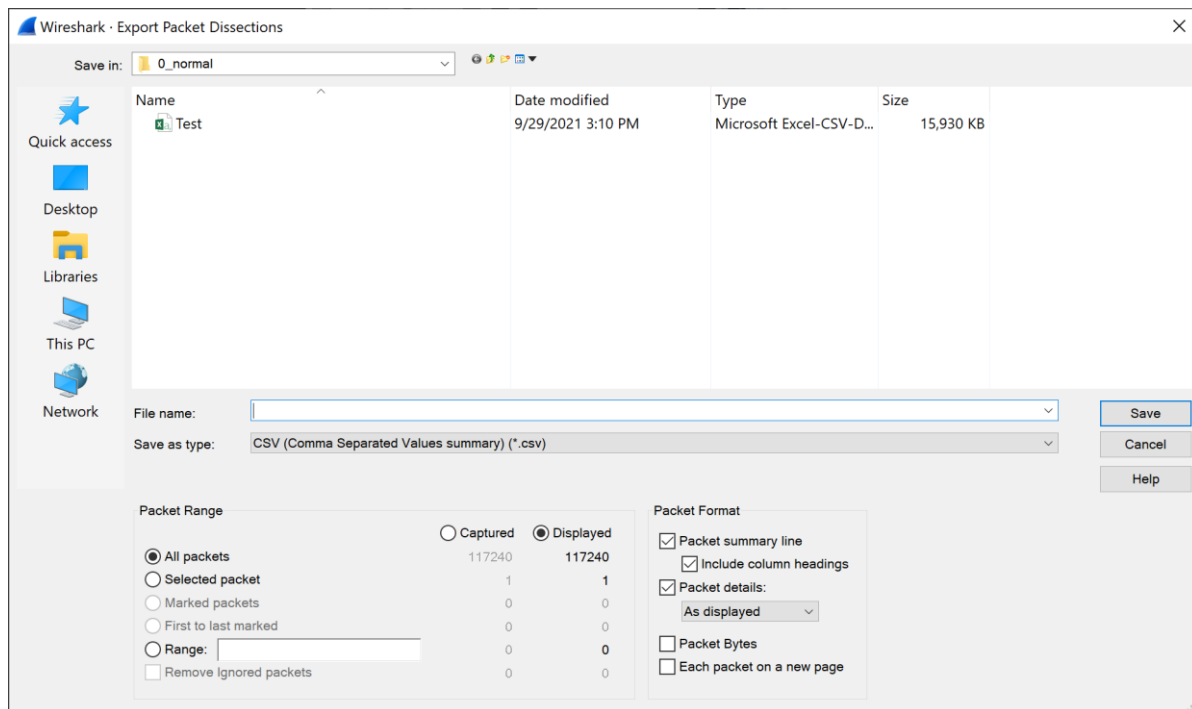 Wireshark · Export Packet Dissections
Save in: 0_normal
Quick access
Desktop
Libraries
This PC
Network
Name Date modified Type Size
Test 9/29/2021 3:10 PM Microsoft Excel-CSV-D... 15,930 KB
File name: Save
Save as type: CSV (Comma Separated Values summary) (*.csv) Cancel
Help
Packet Range
Captured Displayed
All packets 117240 117240
Selected packet 1 1
Marked packets 0 0
First to last marked 0 0
Range: 0 0
Remove Ignored packets 0 0
Packet Format
Packet summary line
Include column headings
Packet details:
As displayed
Packet Bytes
Each packet on a new page